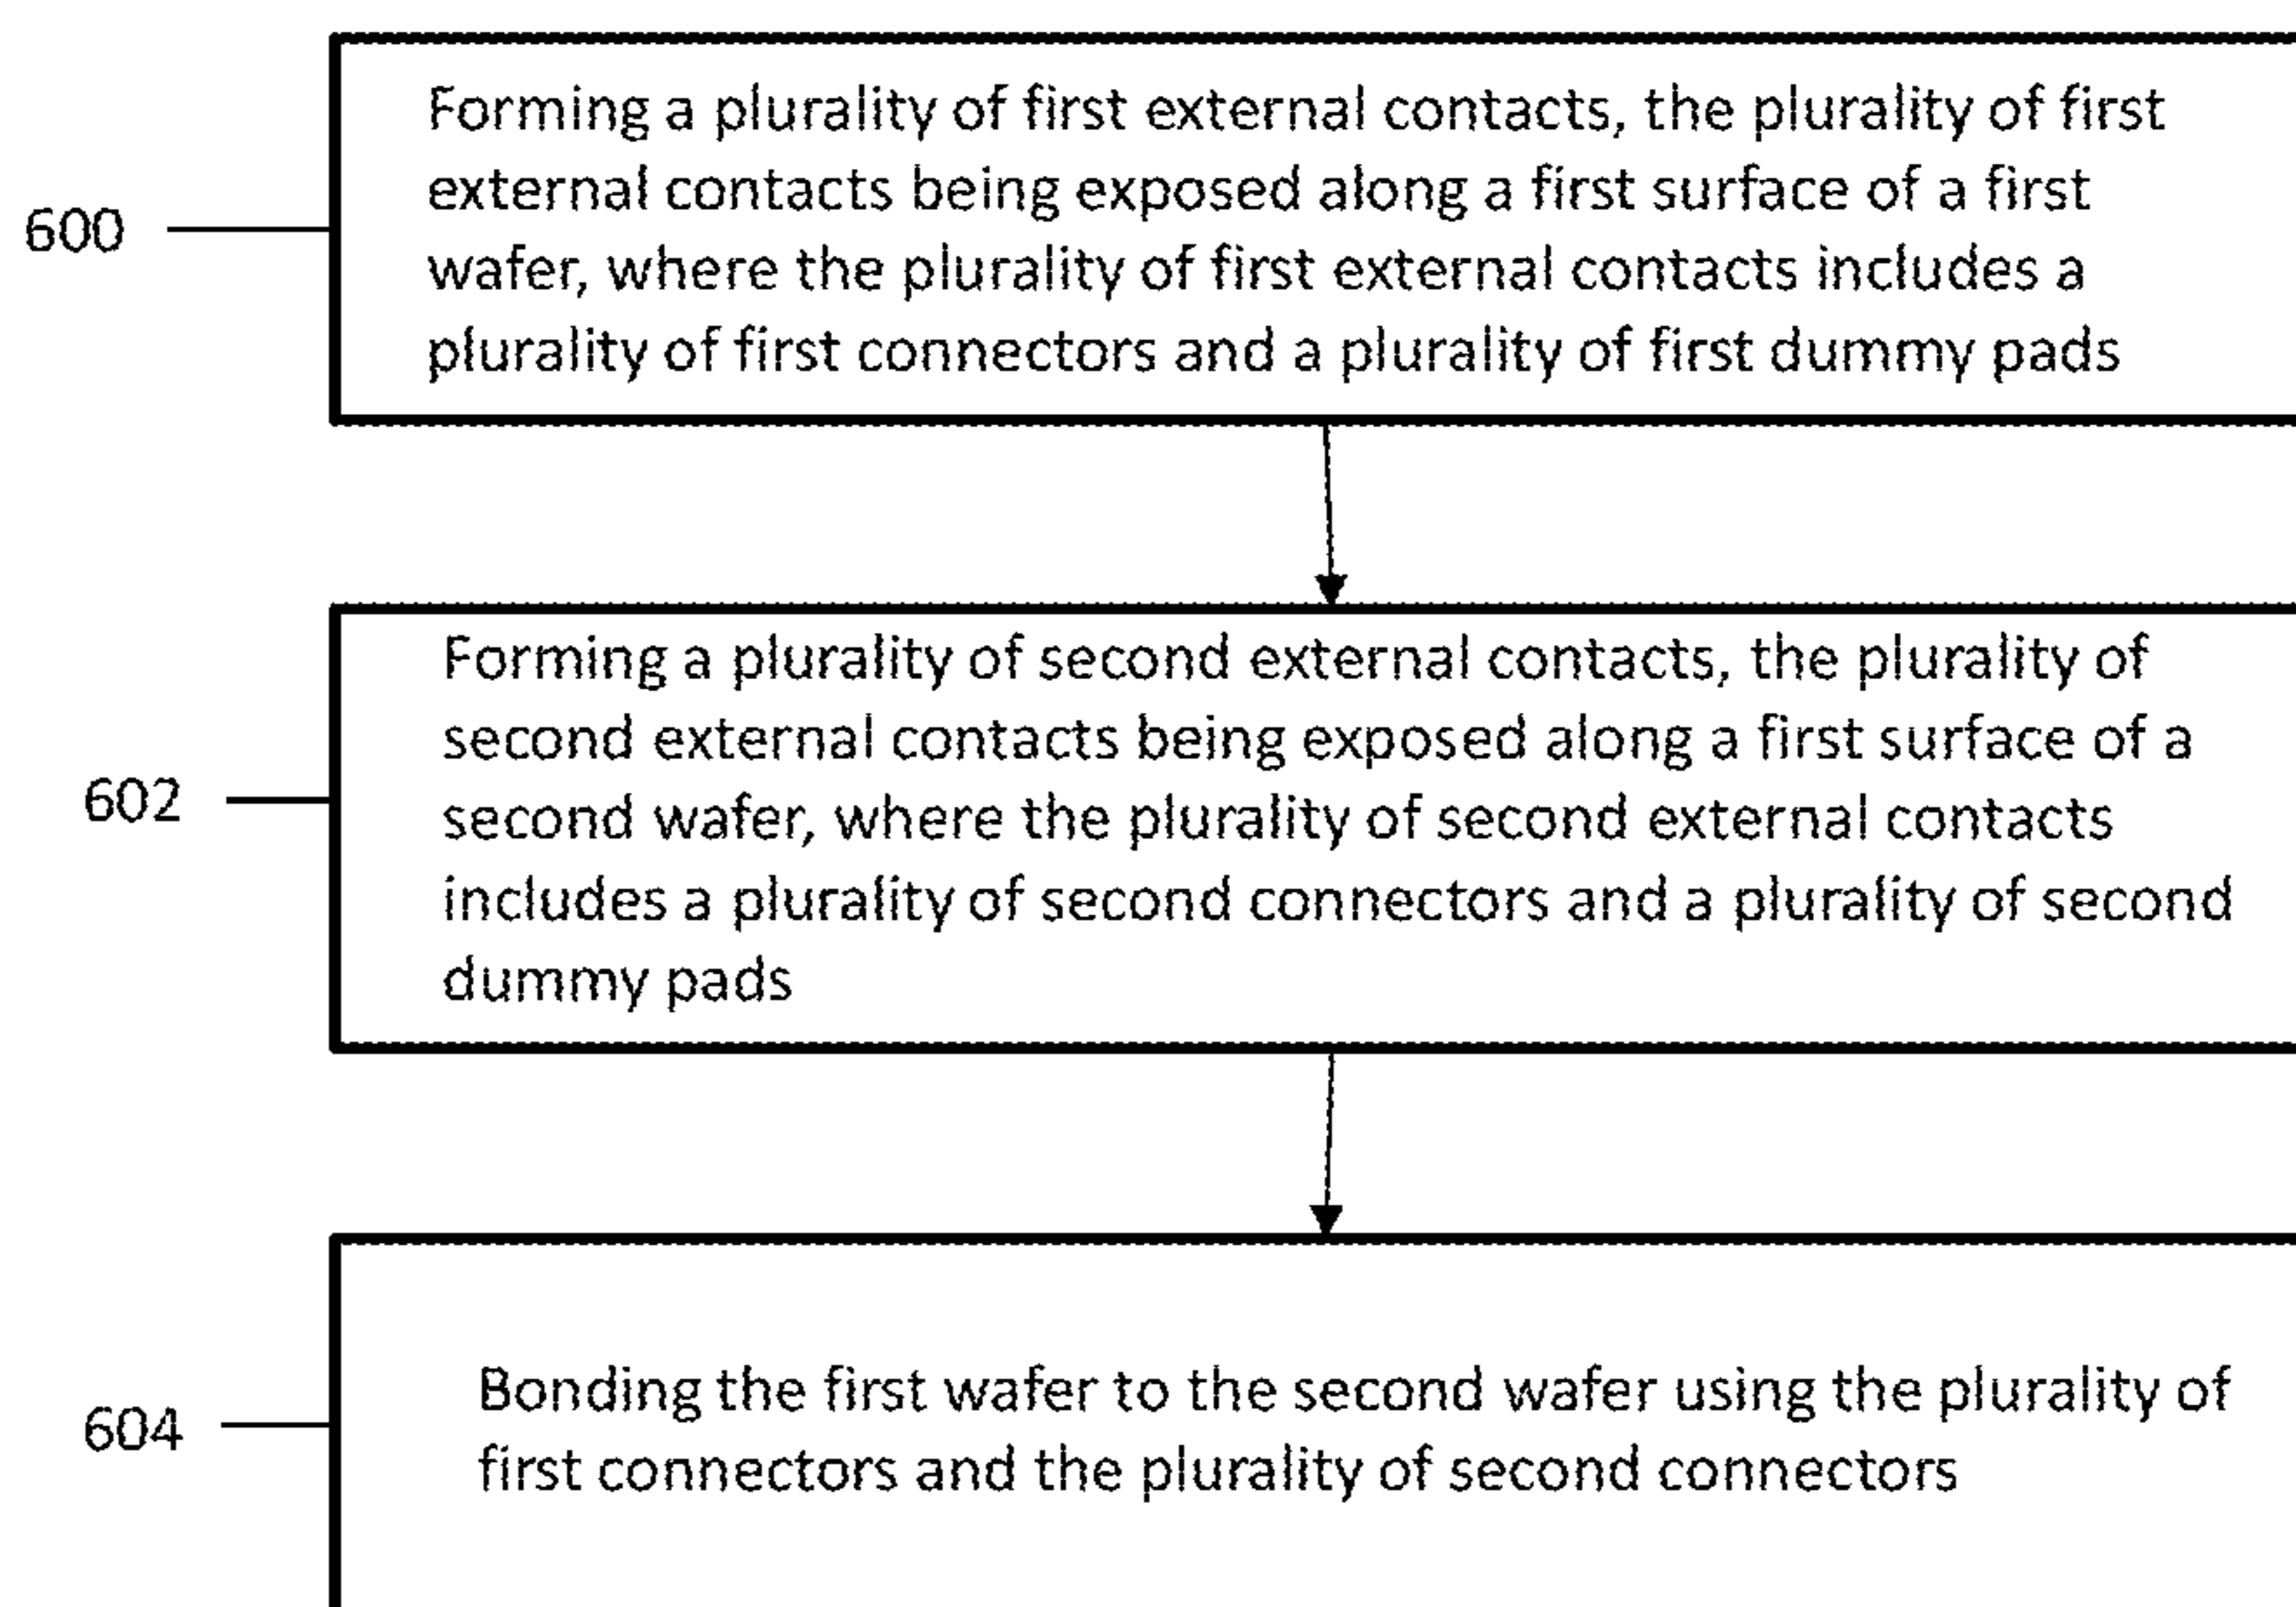 Forming a plurality of first external contacts, the plurality of first
external contacts being exposed along a first surface of a first
600
wafer, where the plurality of first external contacts includes a
plurality of first connectors and a plurality of first dummy pads
Forming a plurality of second external contacts, the plurality of
second external contacts being exposed along a first surface of a
602
second wafer, where the plurality of second external contacts
includes a plurality of second connectors and a plurality of second
dummy pads
Bonding the first wafer to the second wafer using the plurality of
604
first connectors and the plurality of second connectors